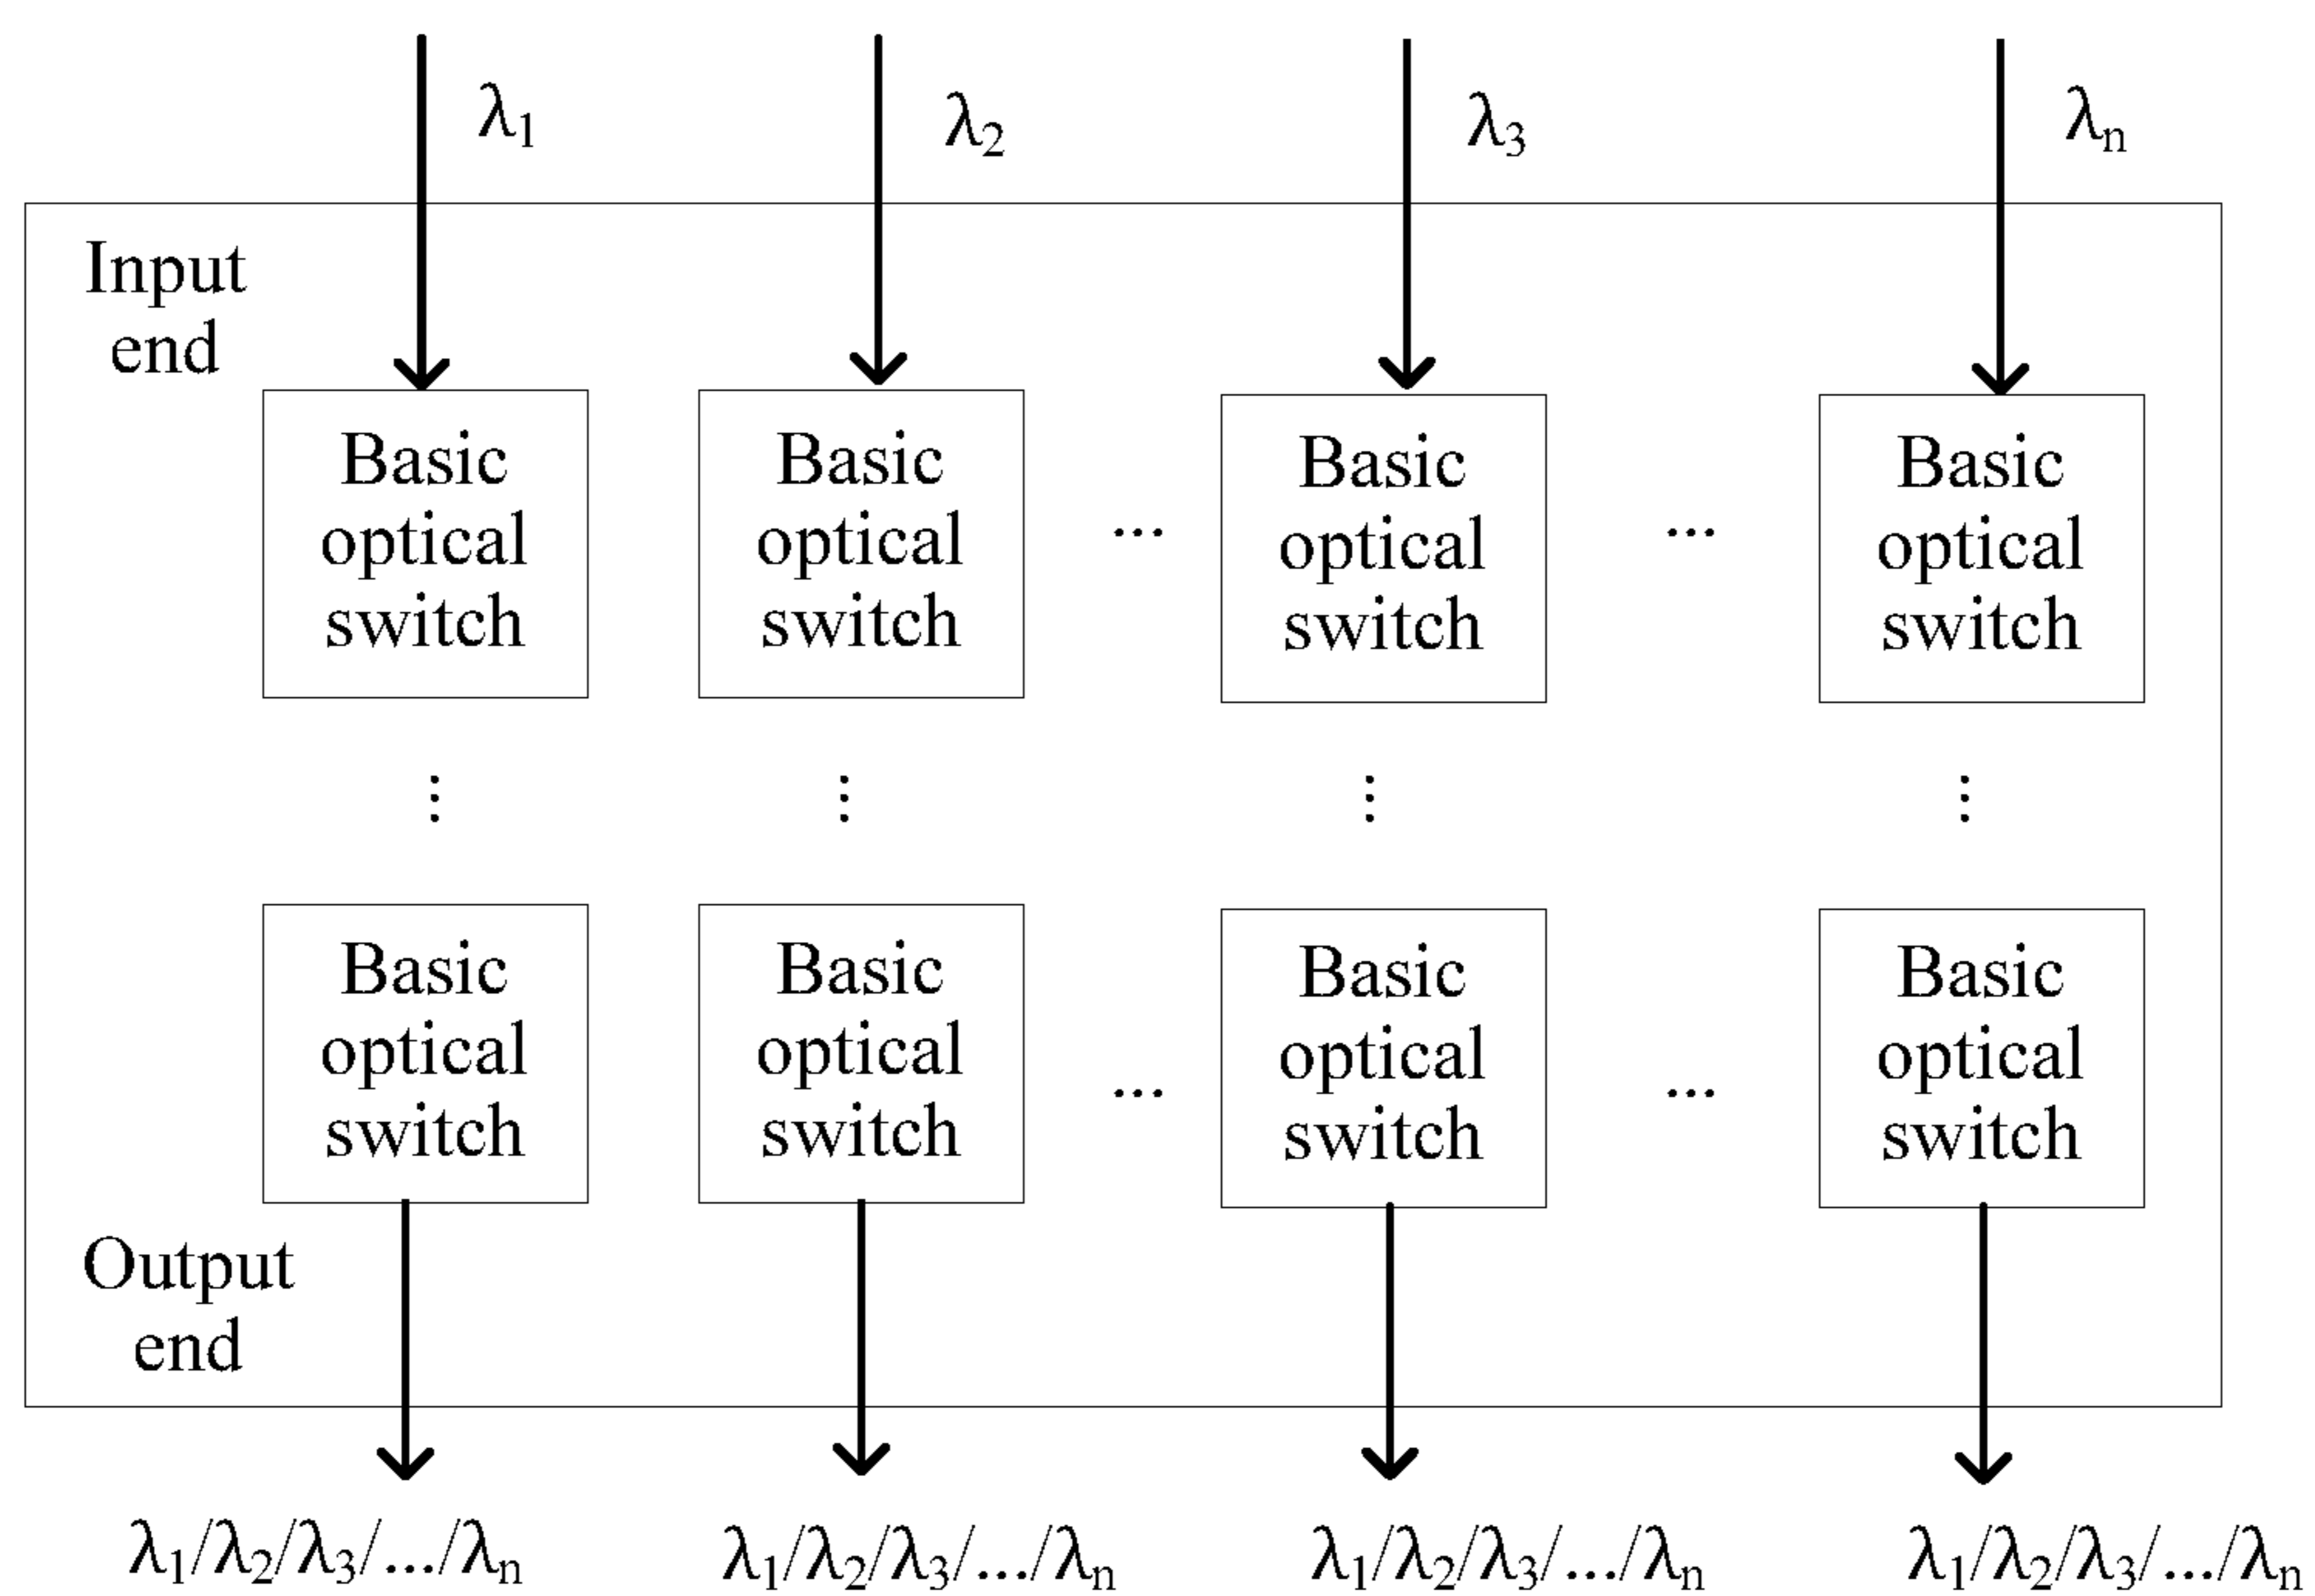 λ1
λ2
λ3
λn
Input
end
Basic
optical
switch
Basic
optical
switch
...
Basic
optical
switch
...
Basic
optical
switch
⋮
⋮
⋮
⋮
Basic
optical
switch
Basic
optical
switch
...
Basic
optical
switch
...
Basic
optical
switch
Output
end
λ1/λ2/λ3/.../λn
λ1/λ2/λ3/.../λn
λ1/λ2/λ3/.../λn
λ1/λ2/λ3/.../λn